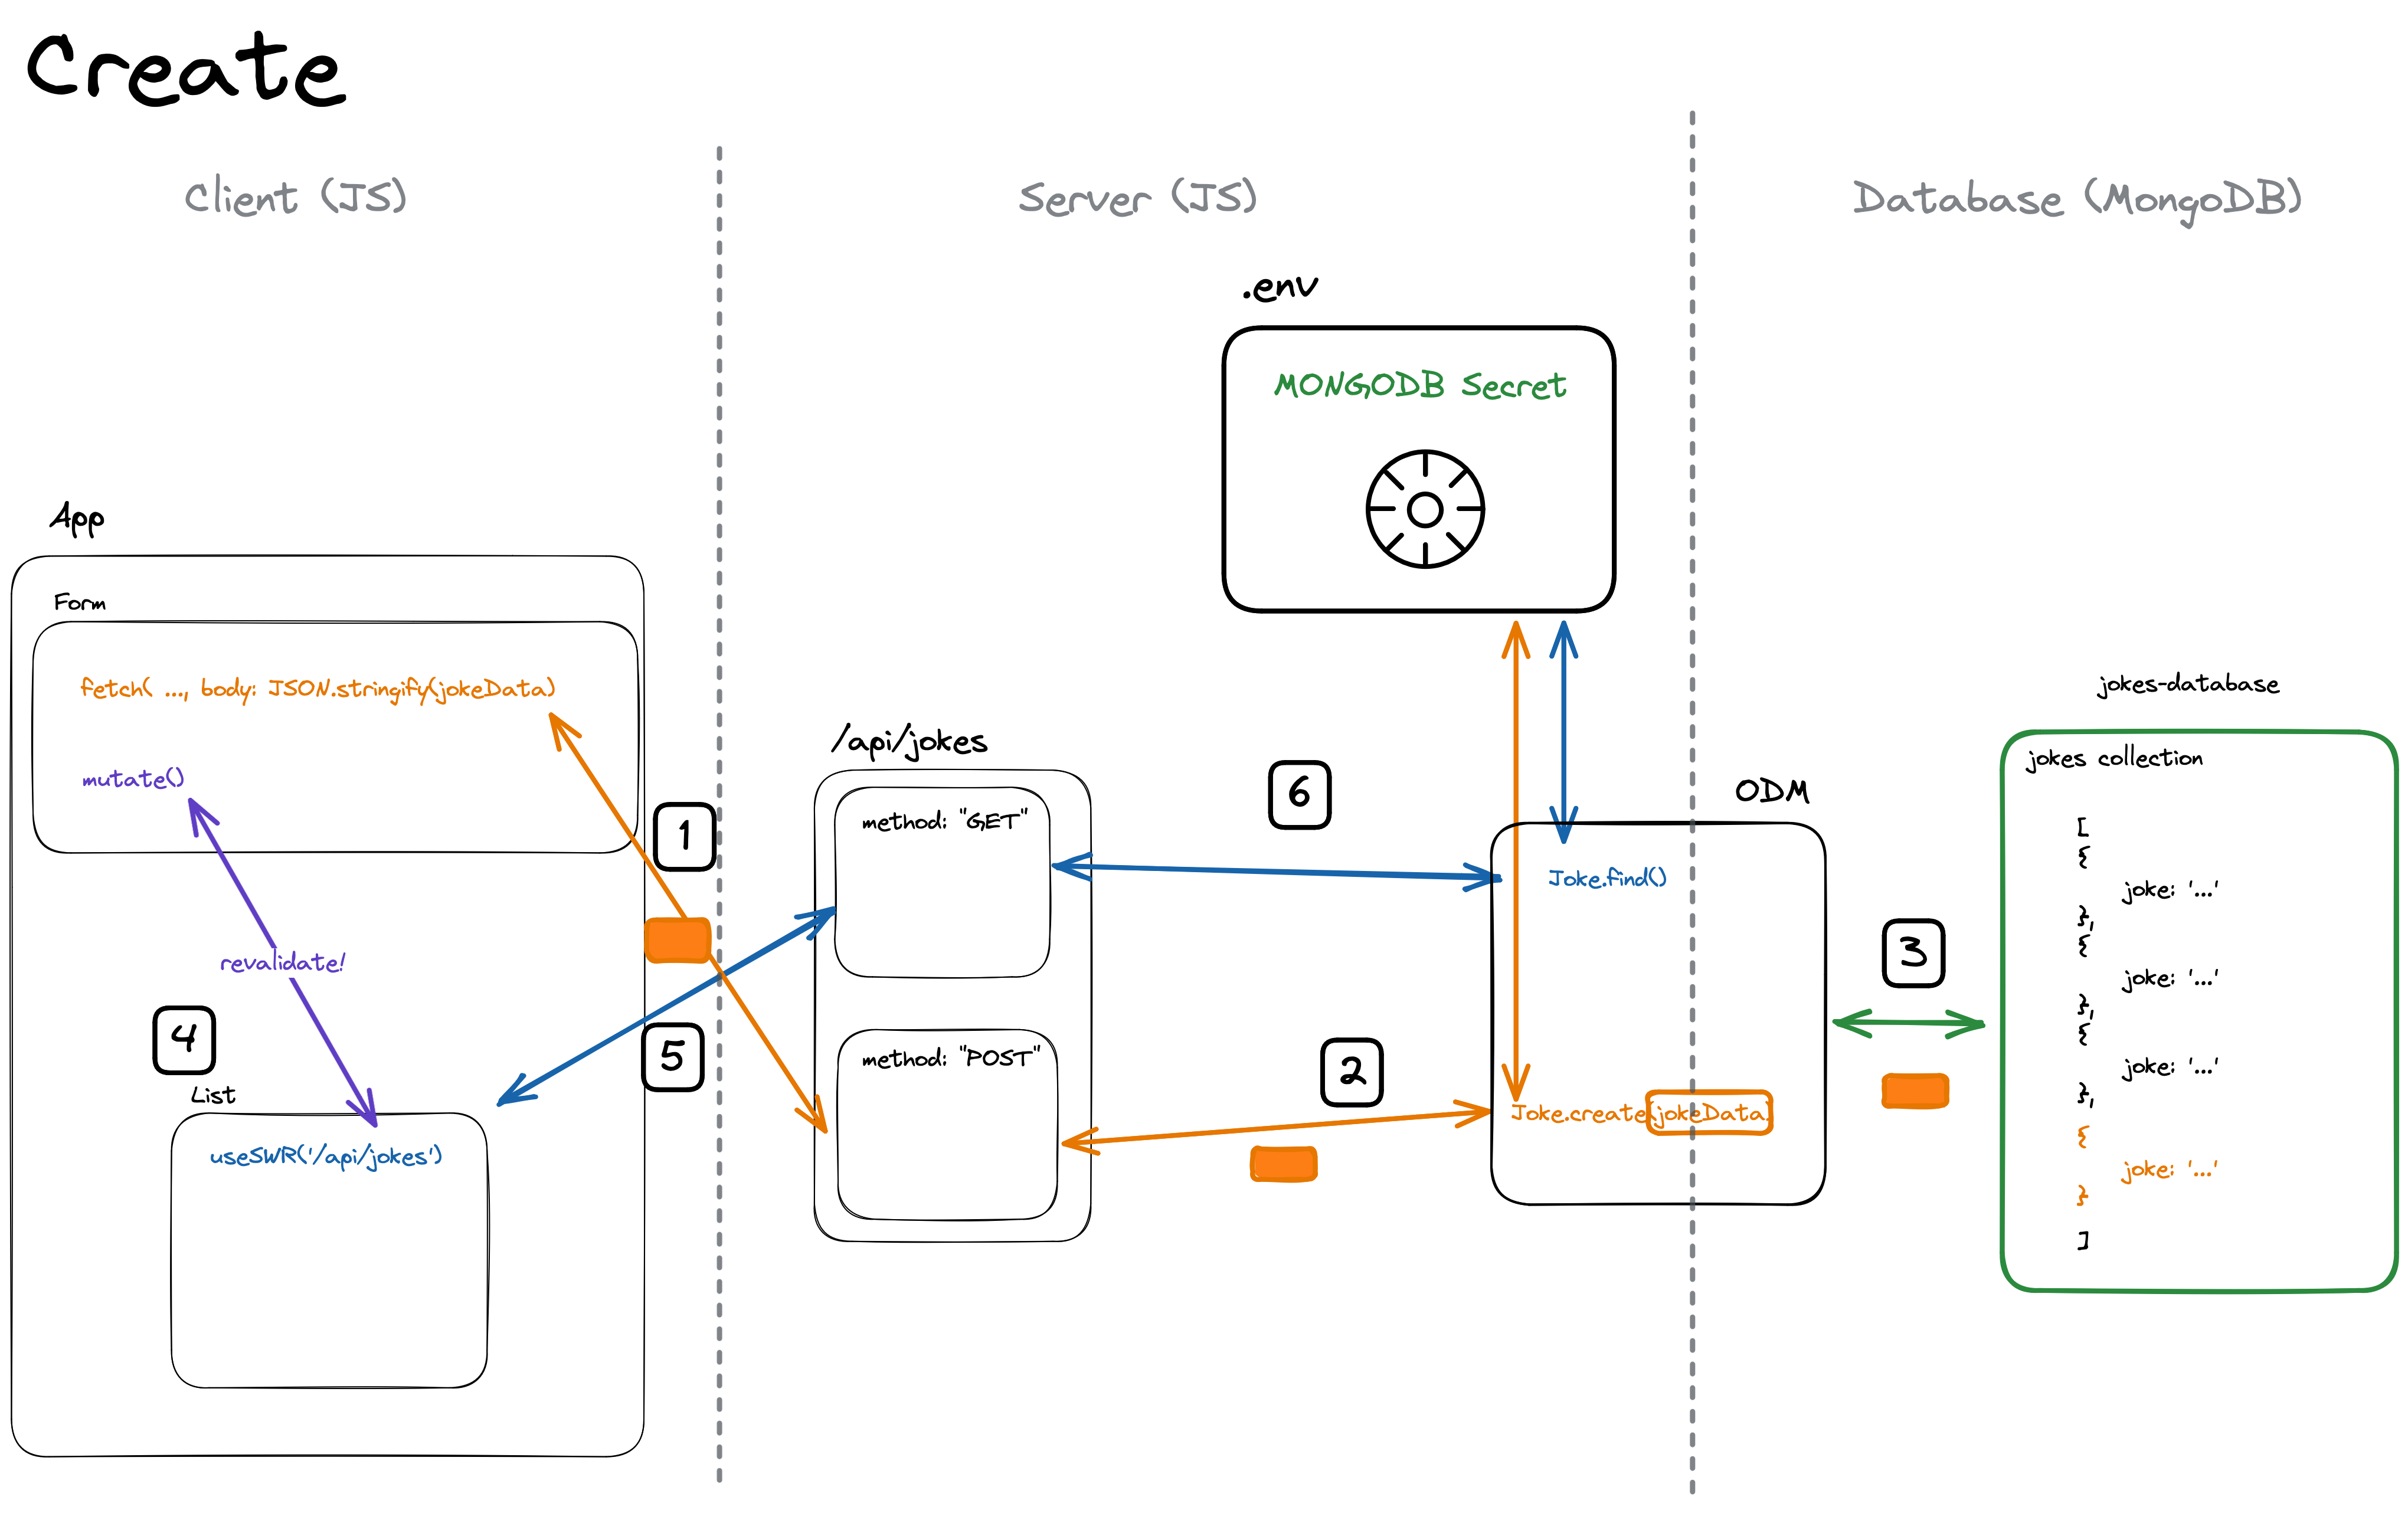 Create
Client (JS)
Server (JS)
Database (MongoDB)
.env
MONGODB Secret
App
Form
fetch( ..., body: JSON.stringify(jokeData)
mutate()
revalidate!
1
4
5
List
useSWR('/api/jokes')
/api/jokes
method: "GET"
method: "POST"
6
2
ODM
Joke.find()
Joke.create(jokeData)
3
jokes-database
jokes collection
[
{
joke: '...'
},
{
joke: '...'
},
{
joke: '...'
},
{
joke: '...'
}
]